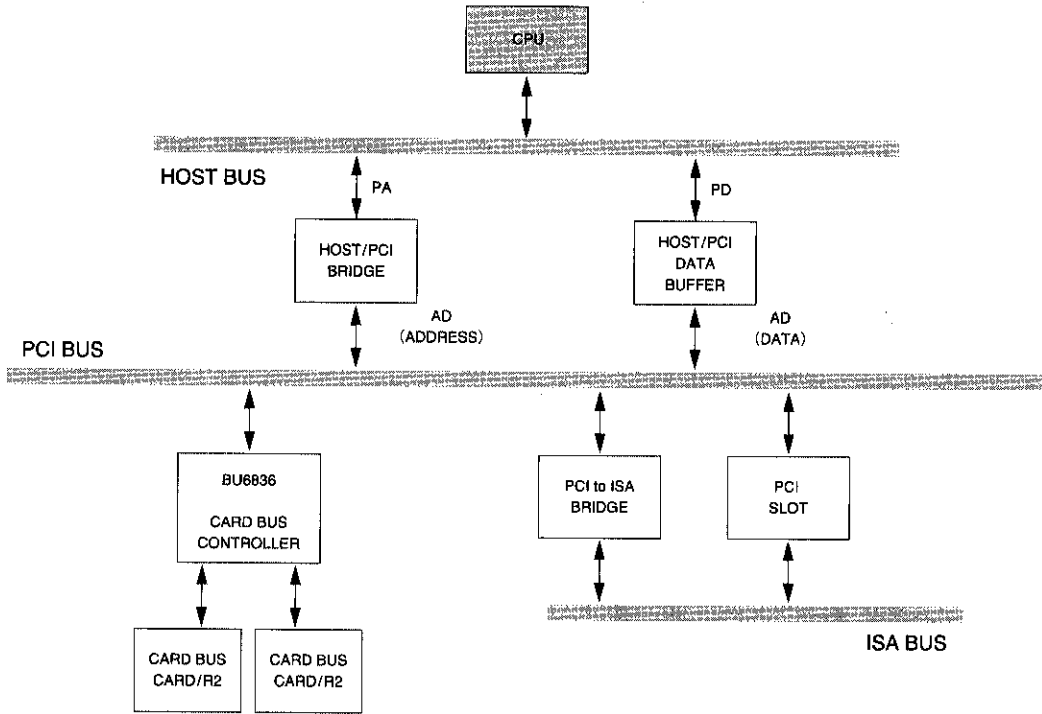 CPU
HOST BUS
PA
PD
HOST/PCI
BRIDGE
HOST/PCI
DATA
BUFFER
AD
(ADDRESS)
AD
(DATA)
PCI BUS
BU6836
CARD BUS
CONTROLLER
PCI to ISA
BRIDGE
PCI
SLOT
ISA BUS
CARD BUS
CARD/R2
CARD BUS
CARD/R2